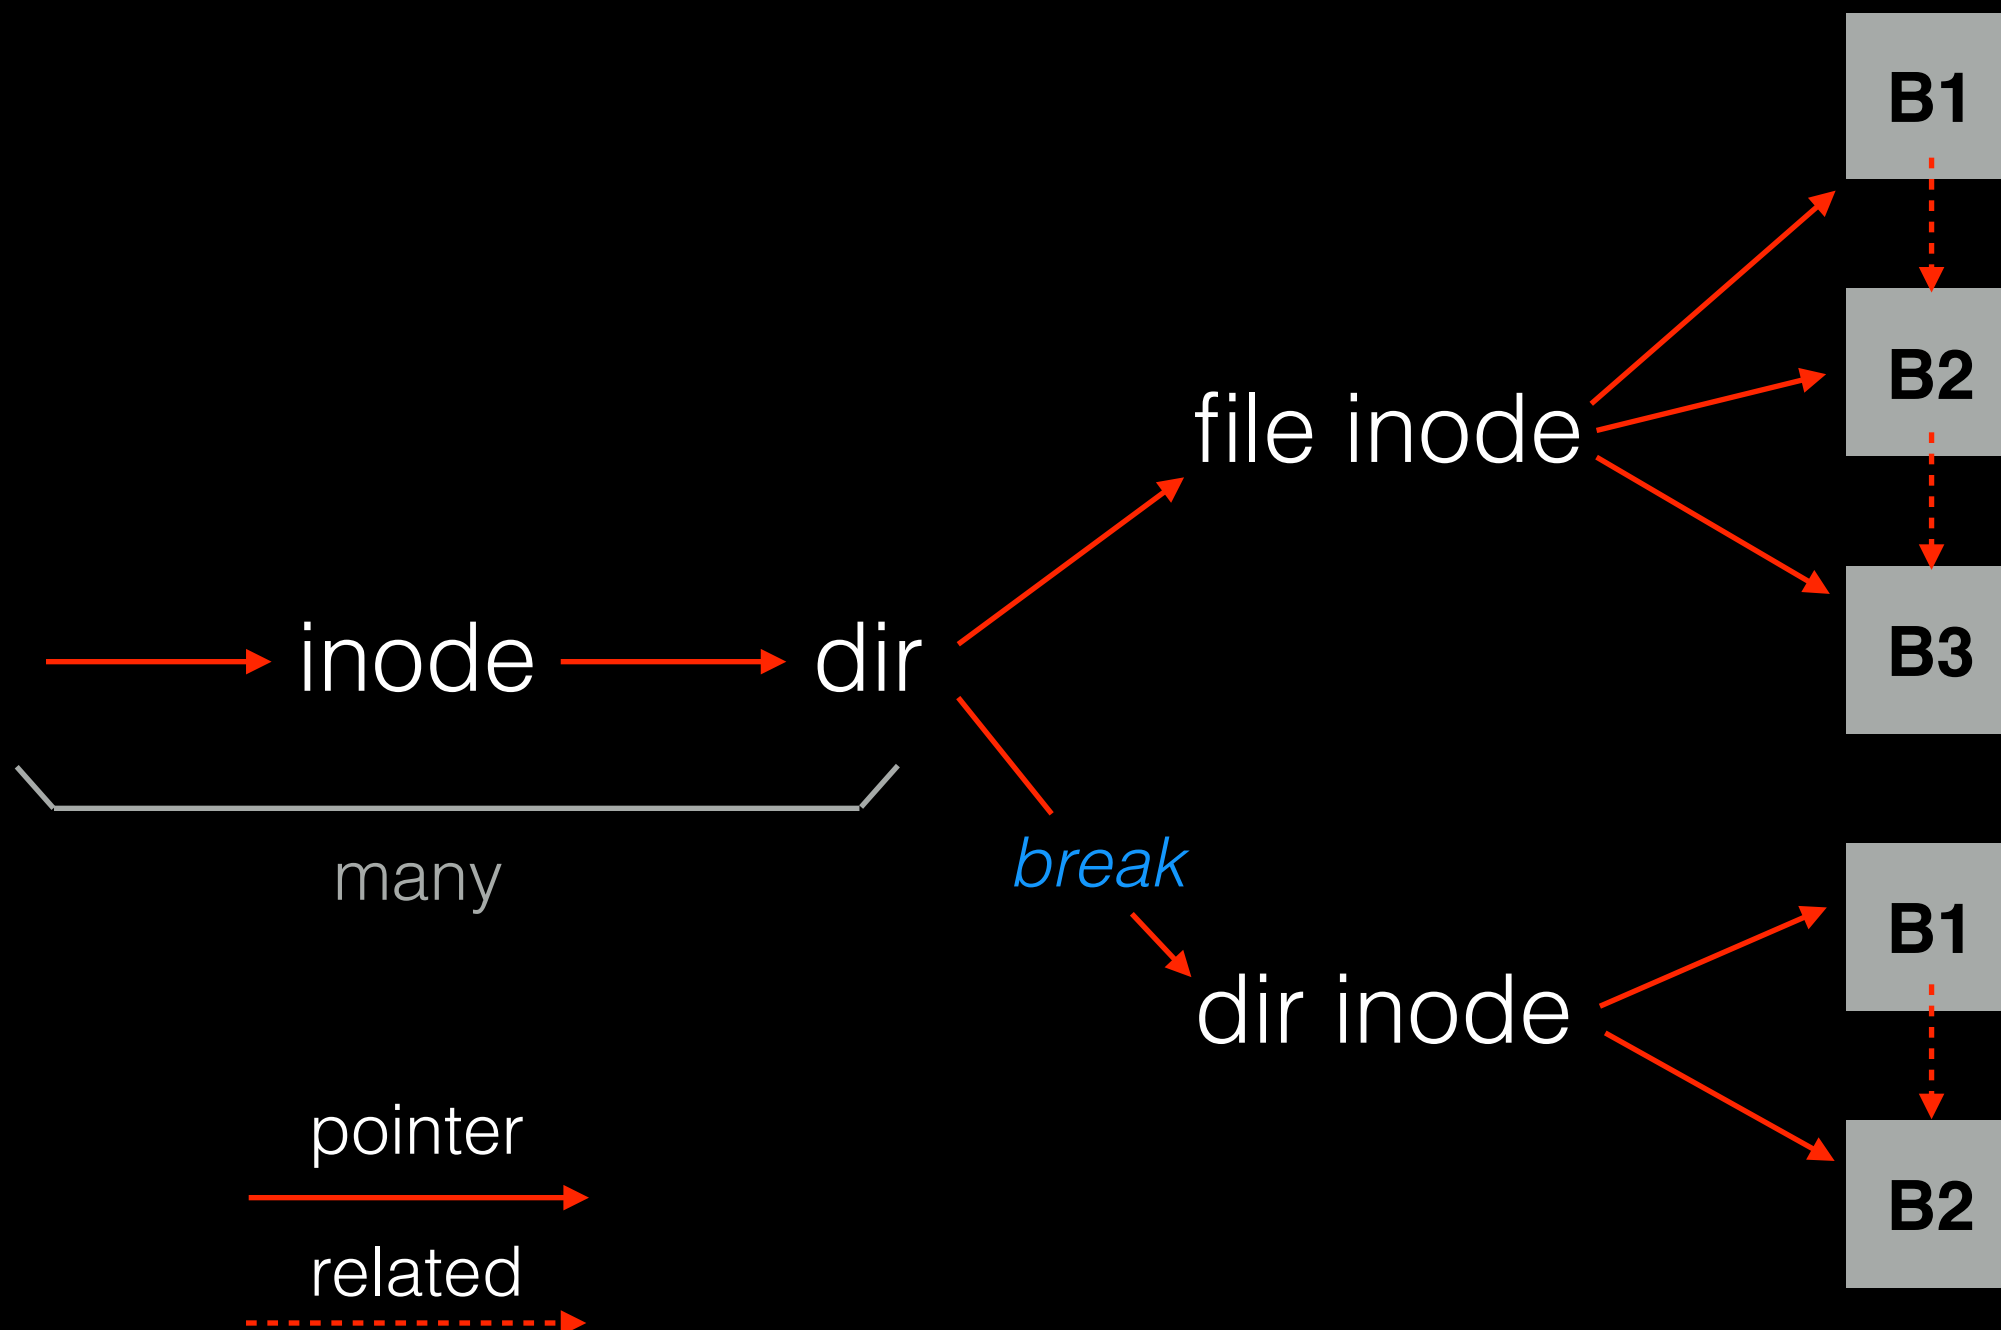 B1
B2
file inode
B3
inode
dir
many
break
B1
dir inode
B2
pointer
related